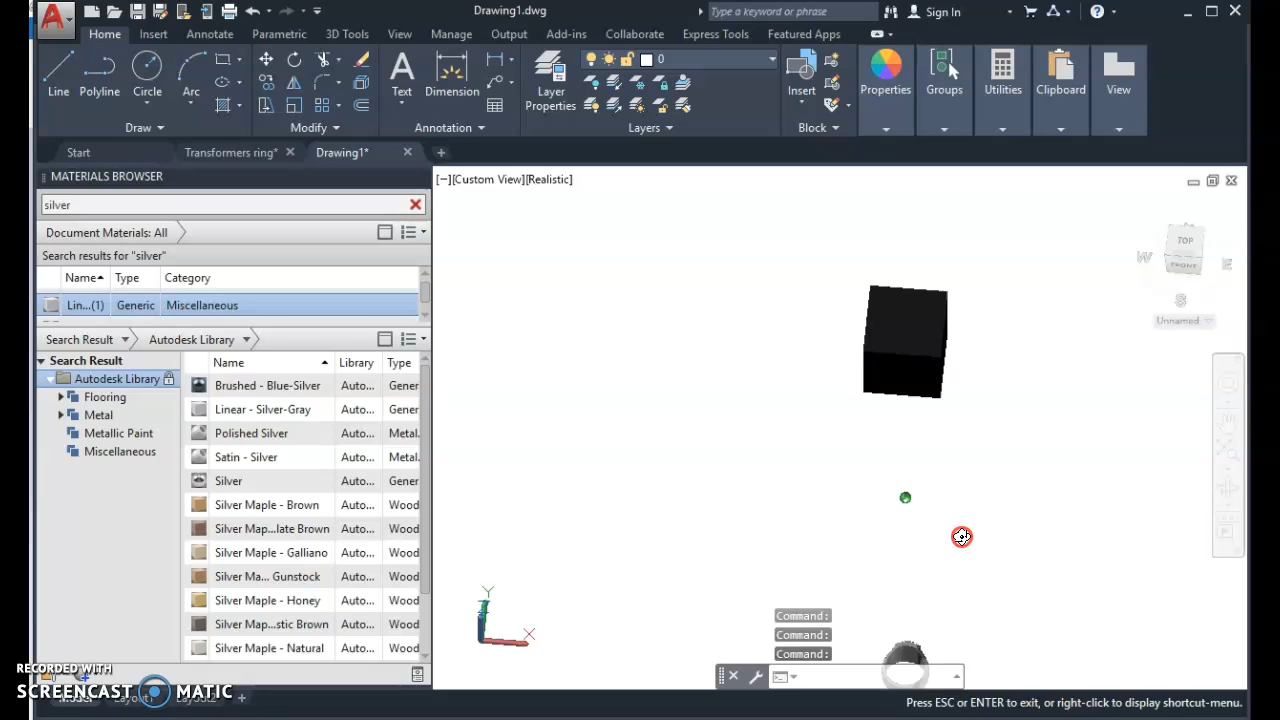 Drawing1.dwg
Type a keyword or phrase
Sign In
Home Insert Annotate Parametric 3D Tools View Manage Output Add-ins Collaborate Express Tools Featured Apps
Line Polyline Circle Arc
Text Dimension
Layer Properties
0
Insert
Properties Groups Utilities Clipboard View
Draw Modify Annotation Layers Block
Start Transformers ring* Drawing1*
MATERIALS BROWSER
silver
Document Materials: All
Search results for "silver"
Name Type Category
Lin...(1) Generic Miscellaneous
Search Result Autodesk Library
Search Result
Autodesk Library
Flooring
Metal
Metallic Paint
Miscellaneous
Name Library Type
Brushed - Blue-Silver Auto... Gener
Linear - Silver-Gray Auto... Gener
Polished Silver Auto... Metal.
Satin - Silver Auto... Metal.
Silver Auto... Gener
Silver Maple - Brown Auto... Wood
Silver Map...late Brown Auto... Wood
Silver Maple - Galliano Auto... Wood
Silver Ma... Gunstock Auto... Wood
Silver Maple - Honey Auto... Wood
Silver Map...stic Brown Auto... Wood
Silver Maple - Natural Auto... Wood
[−][Custom View][Realistic]
TOP
FRONT
W
E
S
Unnamed
Y
X
Command:
Command:
Command:
RECORDED WITH
SCREENCAST MATIC
Press ESC or ENTER to exit, or right-click to display shortcut-menu.